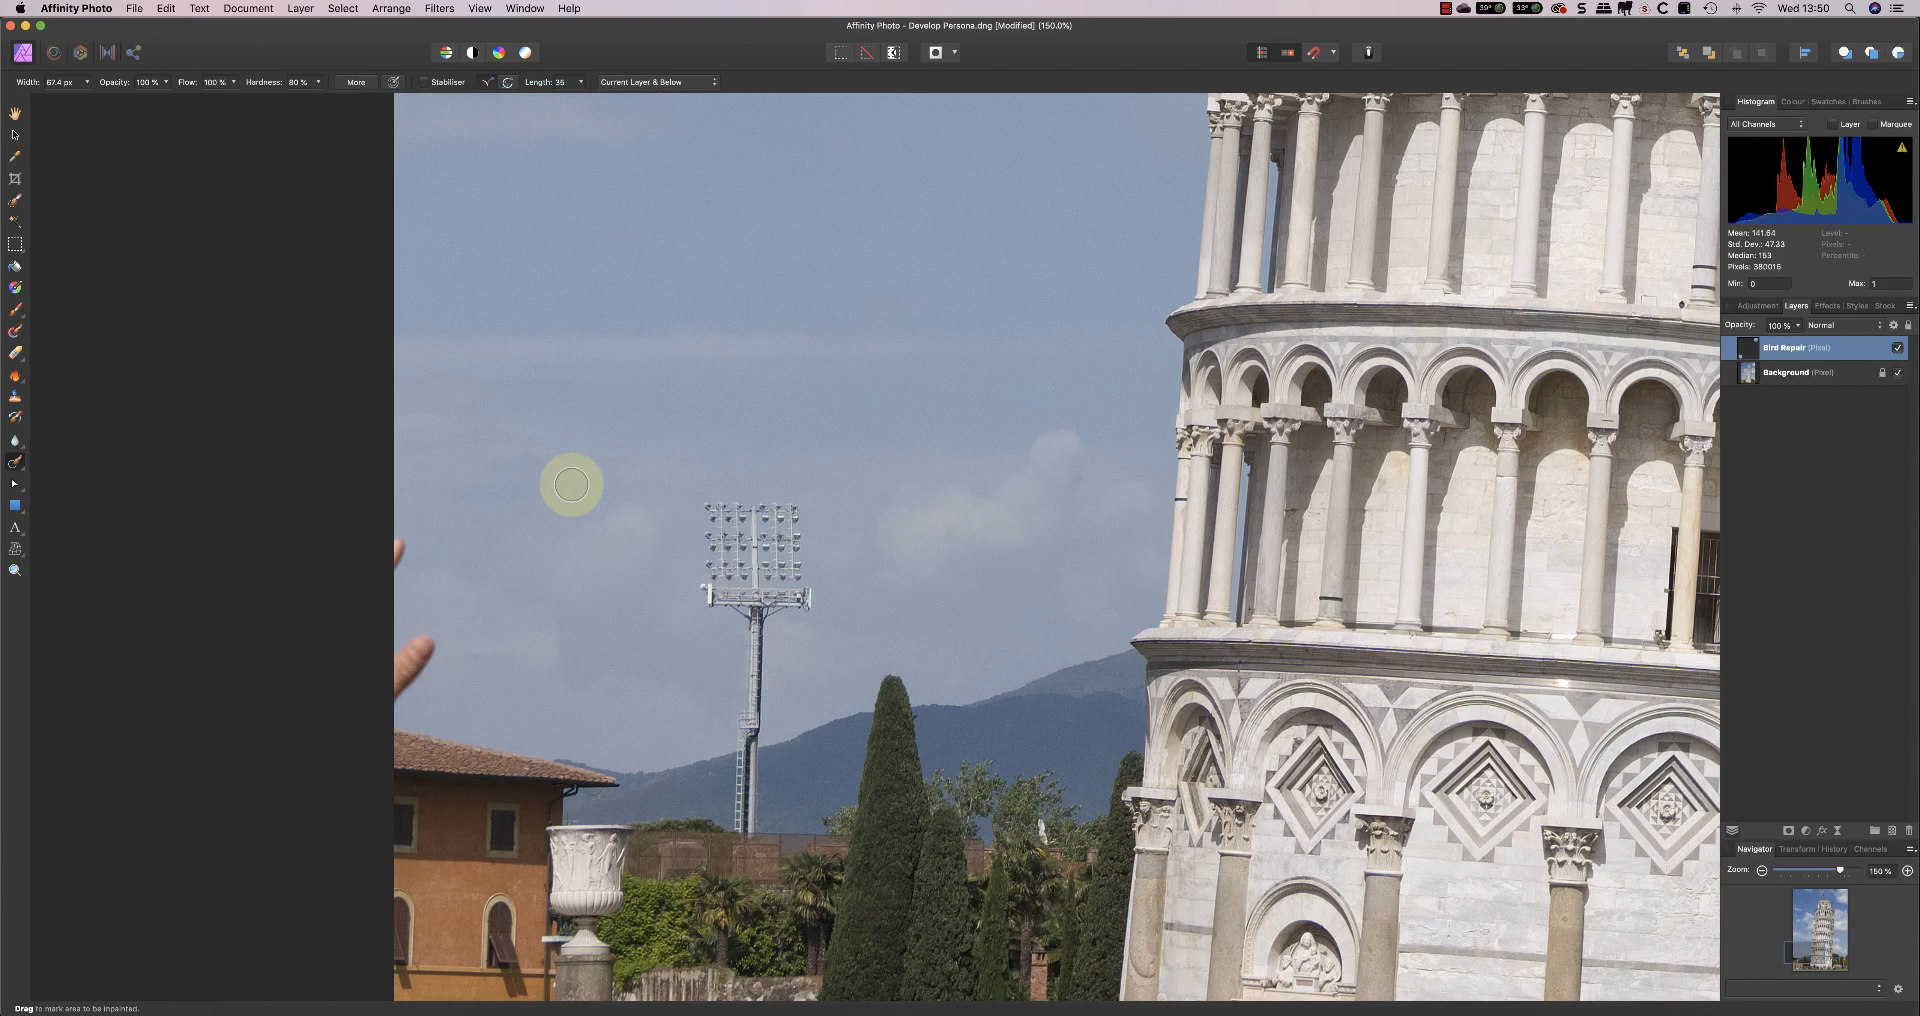 Affinity Photo File Edit Text Document Layer Select Arrange Filters View Window Help 39° 33° Wed 13:50
Affinity Photo - Develop Persona.dng [Modified] (150.0%)
Width: 67.4 px Opacity: 100 % Flow: 100 % Hardness: 80 % More Stabiliser Length: 35 Current Layer & Below
Histogram Colour Swatches Brushes
All Channels Layer Marquee
Mean: 141.64 Level: -
Std. Dev.: 47.33 Pixels: -
Median: 153 Percentile: -
Pixels: 380016
Min: 0 Max: 1
Adjustment Layers Effects Styles Stock
Opacity: 100 % Normal
Bird Repair (Pixel)
Background (Pixel)
Navigator Transform History Channels
Zoom: 150 %
Drag to mark area to be inpainted.